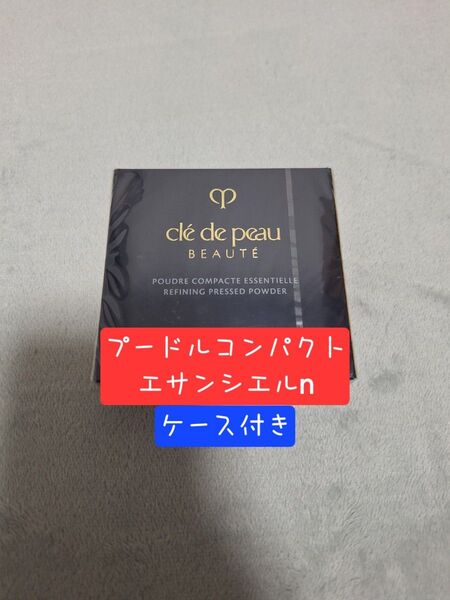 clé de peau
BEAUTÉ
POUDRE COMPACTE ESSENTIELLE
REFINING PRESSED POWDER
プードルコンパクト
エサンシエルn
ケース付き